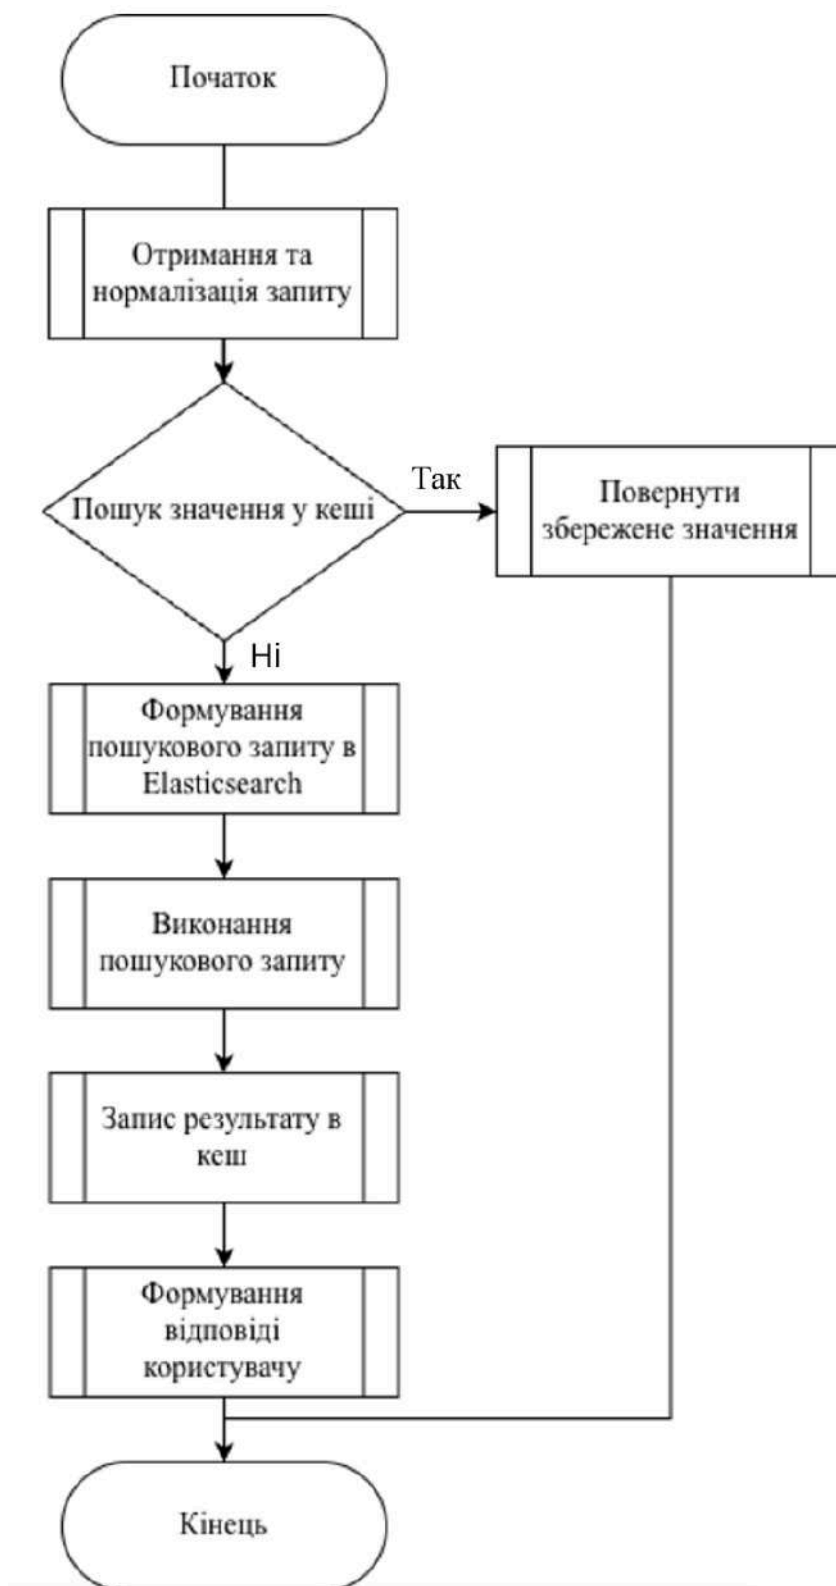 Початок
Отримання та
нормалізація запиту
Пошук значення у кеші
Так
Повернути
збережене значення
Ні
Формування
пошукового запиту в
Elasticsearch
Виконання
пошукового запиту
Запис результату в
кеш
Формування
відповіді
користувачу
Кінець